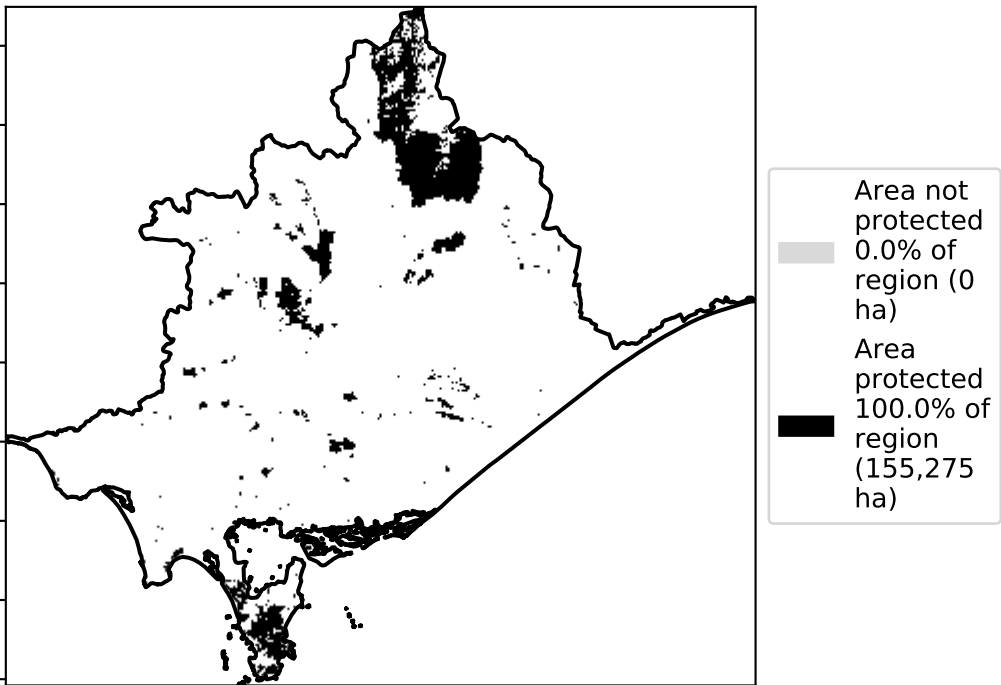 Area not
protected
0.0% of
region (0
ha)
Area
protected
100.0% of
region
(155,275
ha)